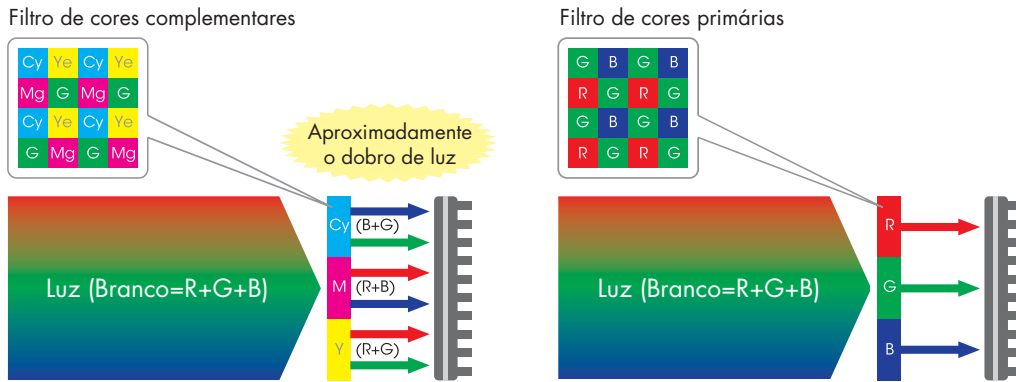 Filtro de cores complementares
Cy Ye Cy Ye
Mg G Mg G
Cy Ye Cy Ye
G Mg G Mg
Aproximadamente
o dobro de luz
Luz (Branco=R+G+B)
Cy
(B+G)
M
(R+B)
Y
(R+G)
Filtro de cores primárias
G B G B
R G R G
G B G B
R G R G
Luz (Branco=R+G+B)
R
G
B